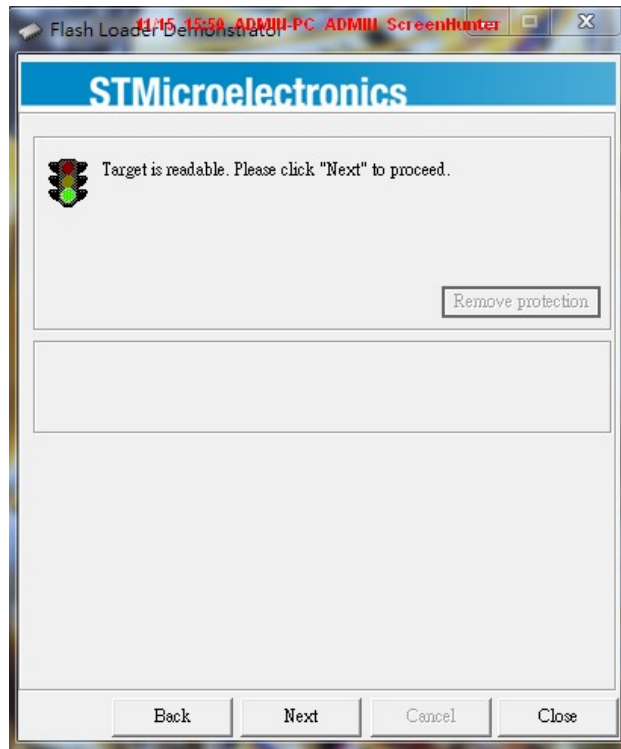 Flash Loader Demonstrator
11/15 15:50 ADMIN-PC ADMIN ScreenHunter
STMicroelectronics
Target is readable. Please click "Next" to proceed.
Remove protection
Back Next Cancel Close